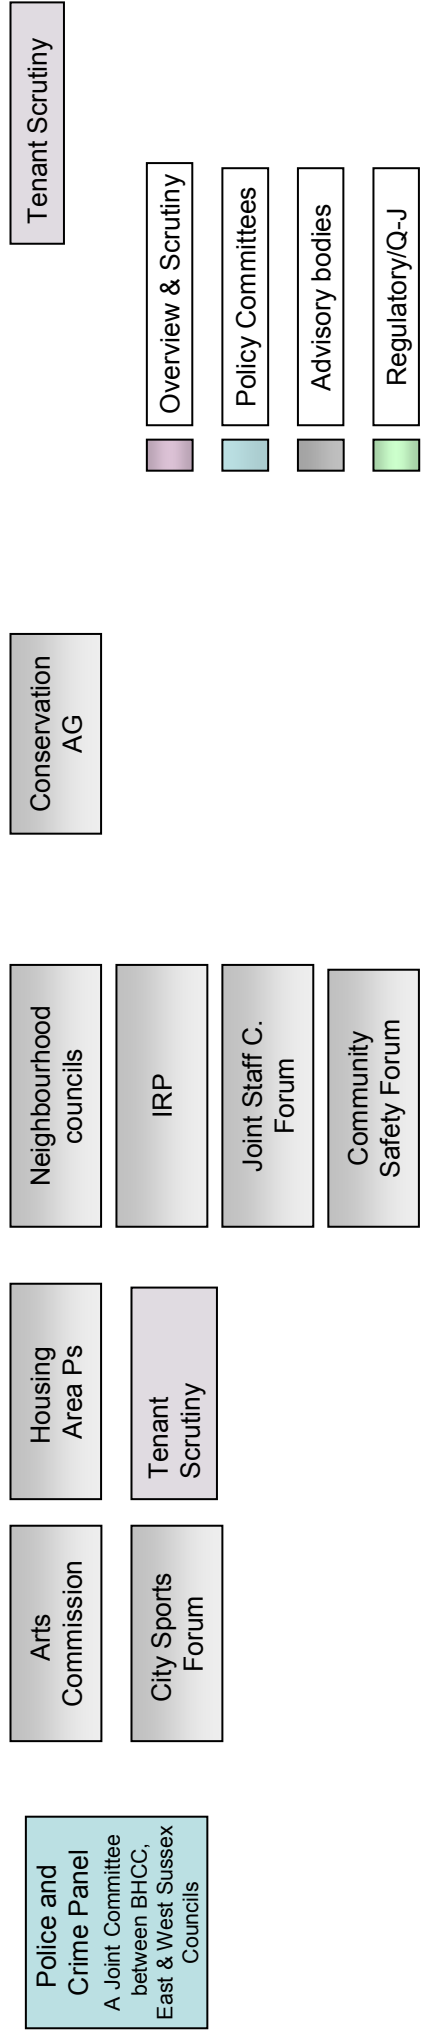 Police and
Crime Panel
A Joint Committee
between BHCC,
East & West Sussex
Councils
Arts
Commission
City Sports
Forum
Housing
Area Ps
Tenant
Scrutiny
Neighbourhood
councils
IRP
Joint Staff C.
Forum
Community
Safety Forum
Conservation
AG
Tenant Scrutiny
Overview & Scrutiny
Policy Committees
Advisory bodies
Regulatory/Q-J